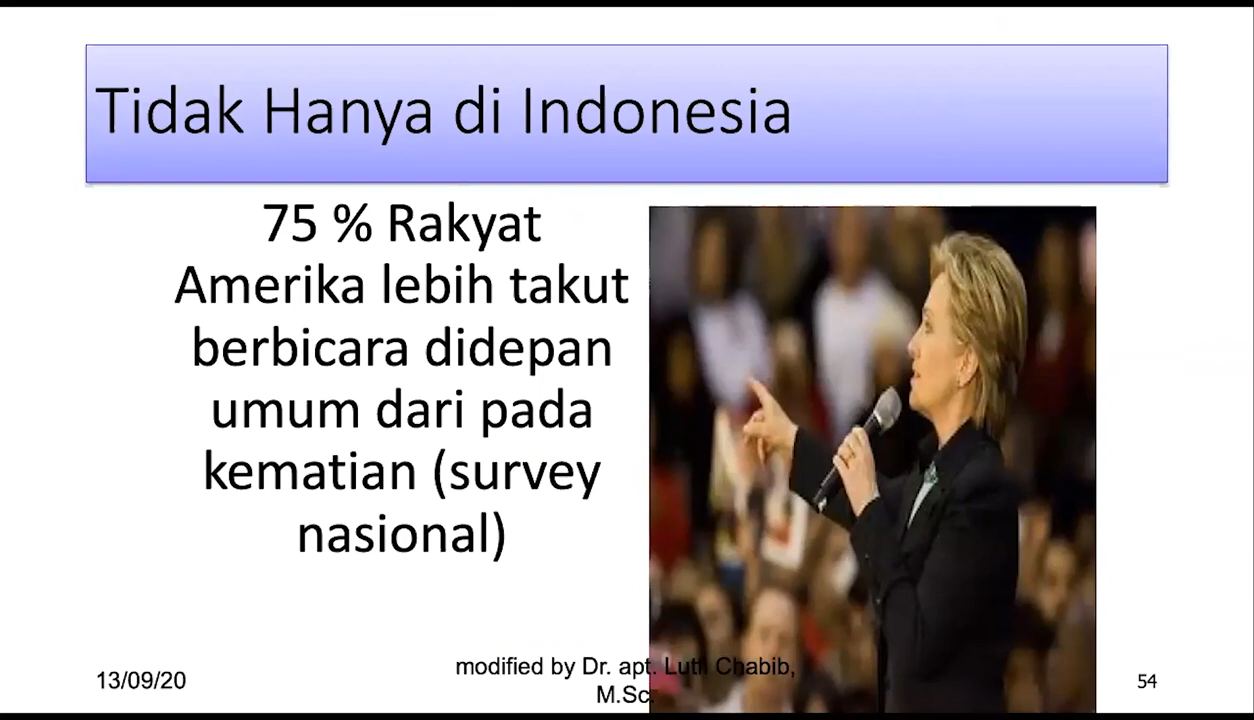 Tidak Hanya di Indonesia
75 % Rakyat
Amerika lebih takut
berbicara didepan
umum dari pada
kematian (survey
nasional)
13/09/20
modified by Dr. apt. Lutfi Chabib,
M.Sc.
54